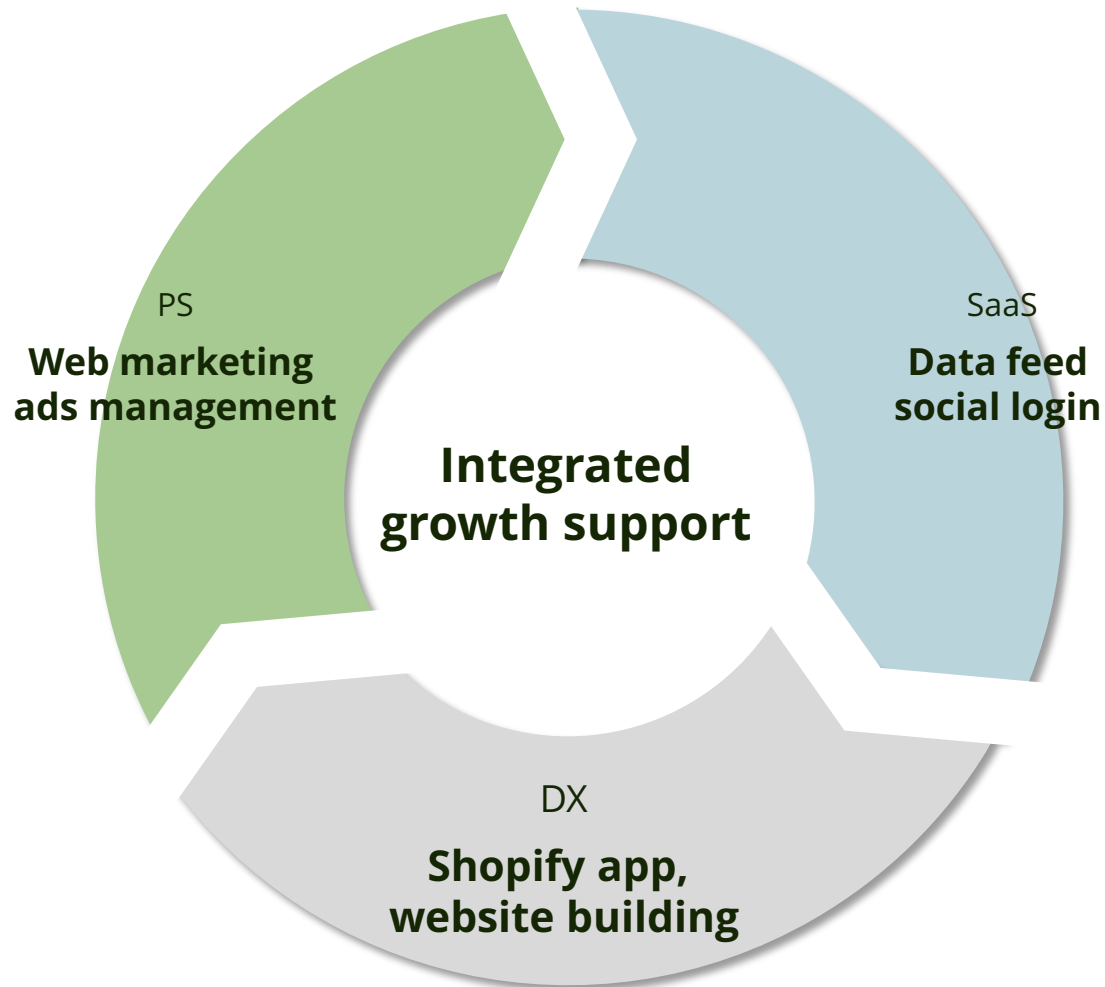 PS
Web marketing
ads management
SaaS
Data feed
social login
Integrated
growth support
DX
Shopify app,
website building